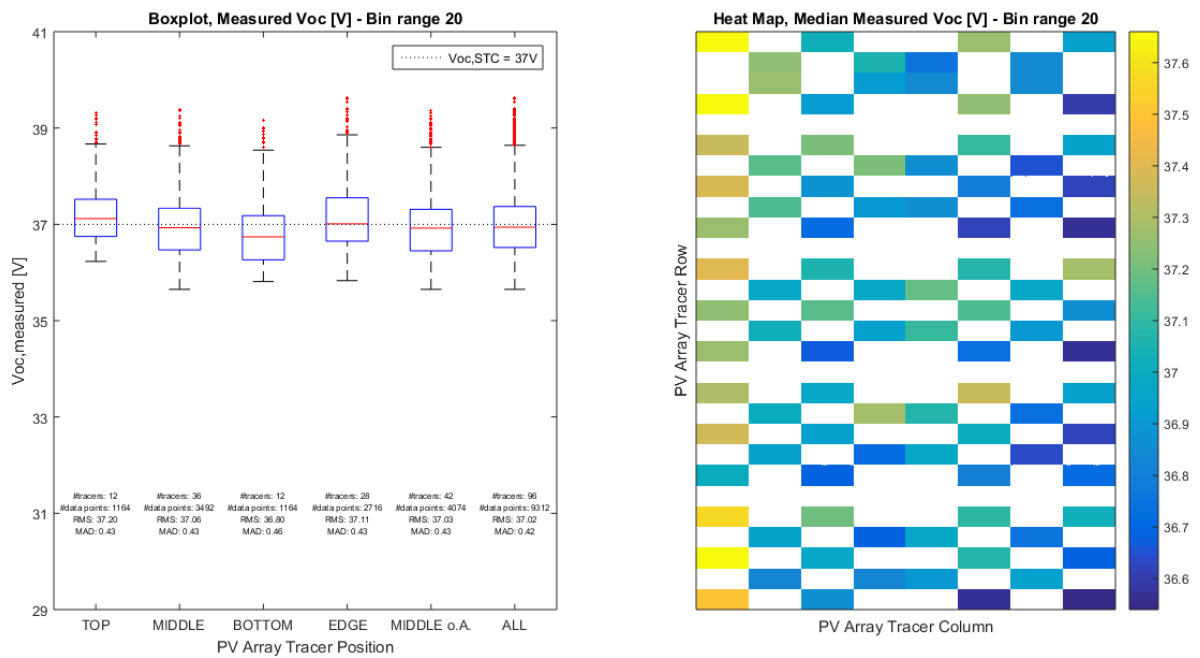 Boxplot, Measured Voc [V] - Bin range 20
41
39
37
35
33
31
29
Voc,measured [V]
Voc,STC = 37V
#tracers: 12
#data points: 1164
RMS: 37.20
MAD: 0.43
#tracers: 36
#data points: 3492
RMS: 37.06
MAD: 0.43
#tracers: 12
#data points: 1164
RMS: 36.80
MAD: 0.46
#tracers: 28
#data points: 2716
RMS: 37.11
MAD: 0.43
#tracers: 42
#data points: 4074
RMS: 37.03
MAD: 0.43
#tracers: 96
#data points: 9312
RMS: 37.02
MAD: 0.42
TOP MIDDLE BOTTOM EDGE MIDDLE o.A. ALL
PV Array Tracer Position
Heat Map, Median Measured Voc [V] - Bin range 20
PV Array Tracer Row
PV Array Tracer Column
37.6
37.5
37.4
37.3
37.2
37.1
37
36.9
36.8
36.7
36.6